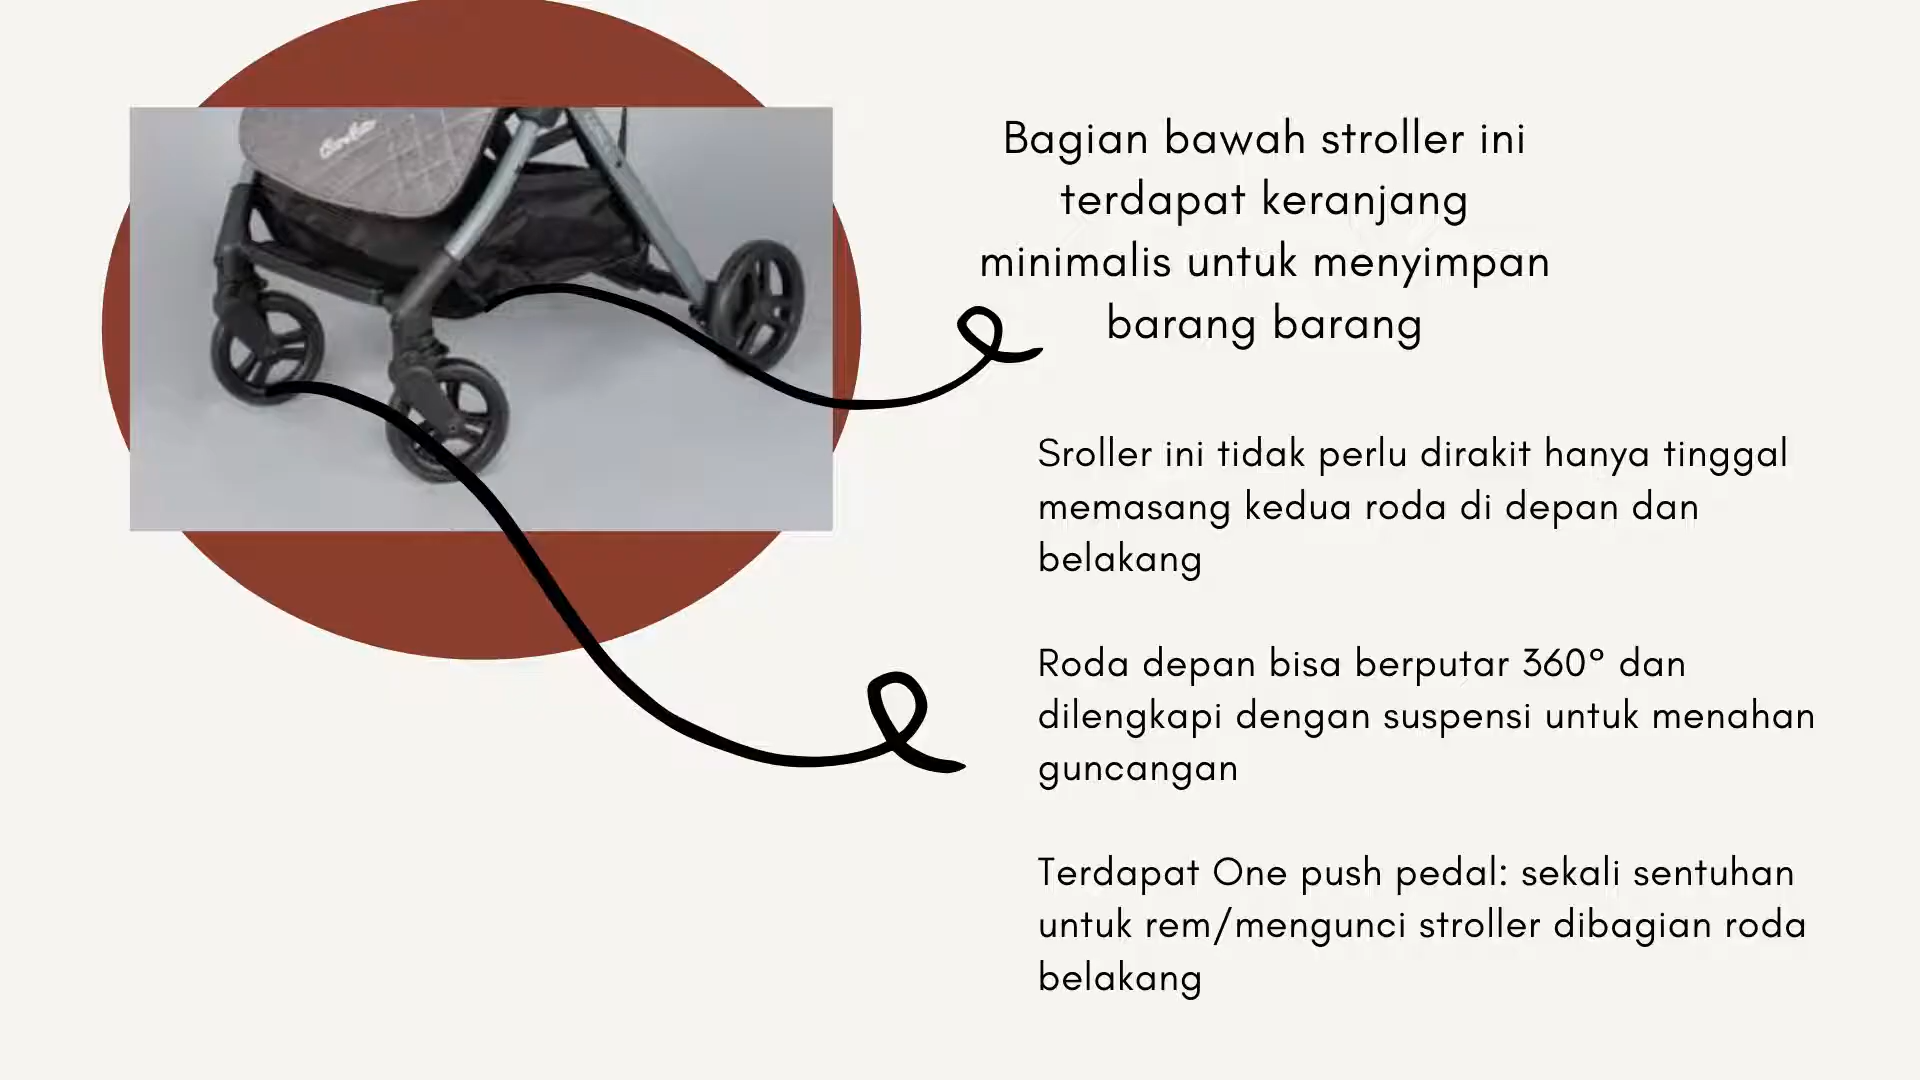 Bagian bawah stroller ini
terdapat keranjang
minimalis untuk menyimpan
barang barang
Sroller ini tidak perlu dirakit hanya tinggal
memasang kedua roda di depan dan
belakang
Roda depan bisa berputar 360° dan
dilengkapi dengan suspensi untuk menahan
guncangan
Terdapat One push pedal: sekali sentuhan
untuk rem/mengunci stroller dibagian roda
belakang